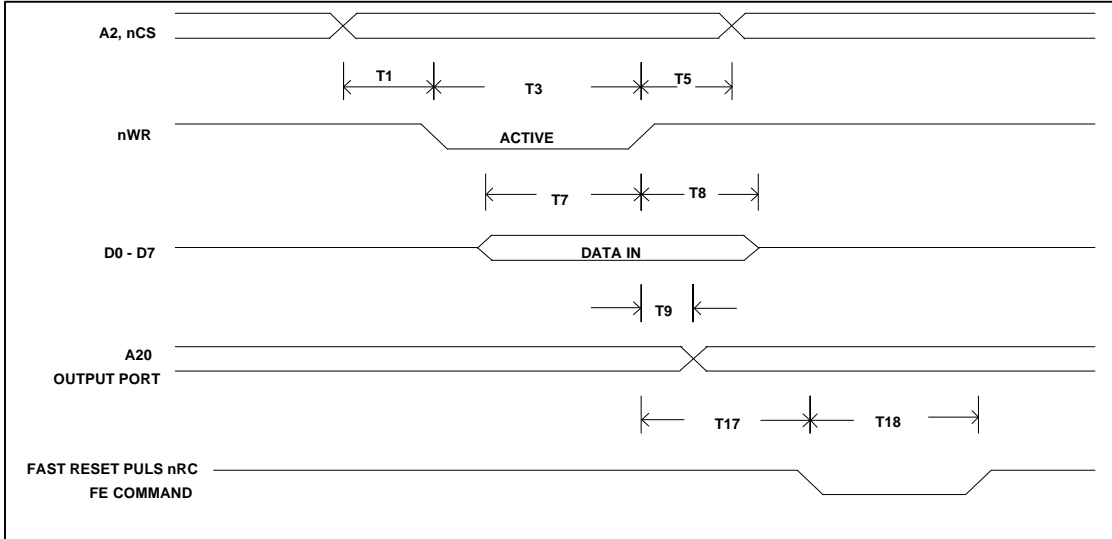 A2, nCS
T1
T3
T5
nWR
ACTIVE
T7
T8
D0 - D7
DATA IN
T9
A20
OUTPUT PORT
T17
T18
FAST RESET PULS nRC
FE COMMAND